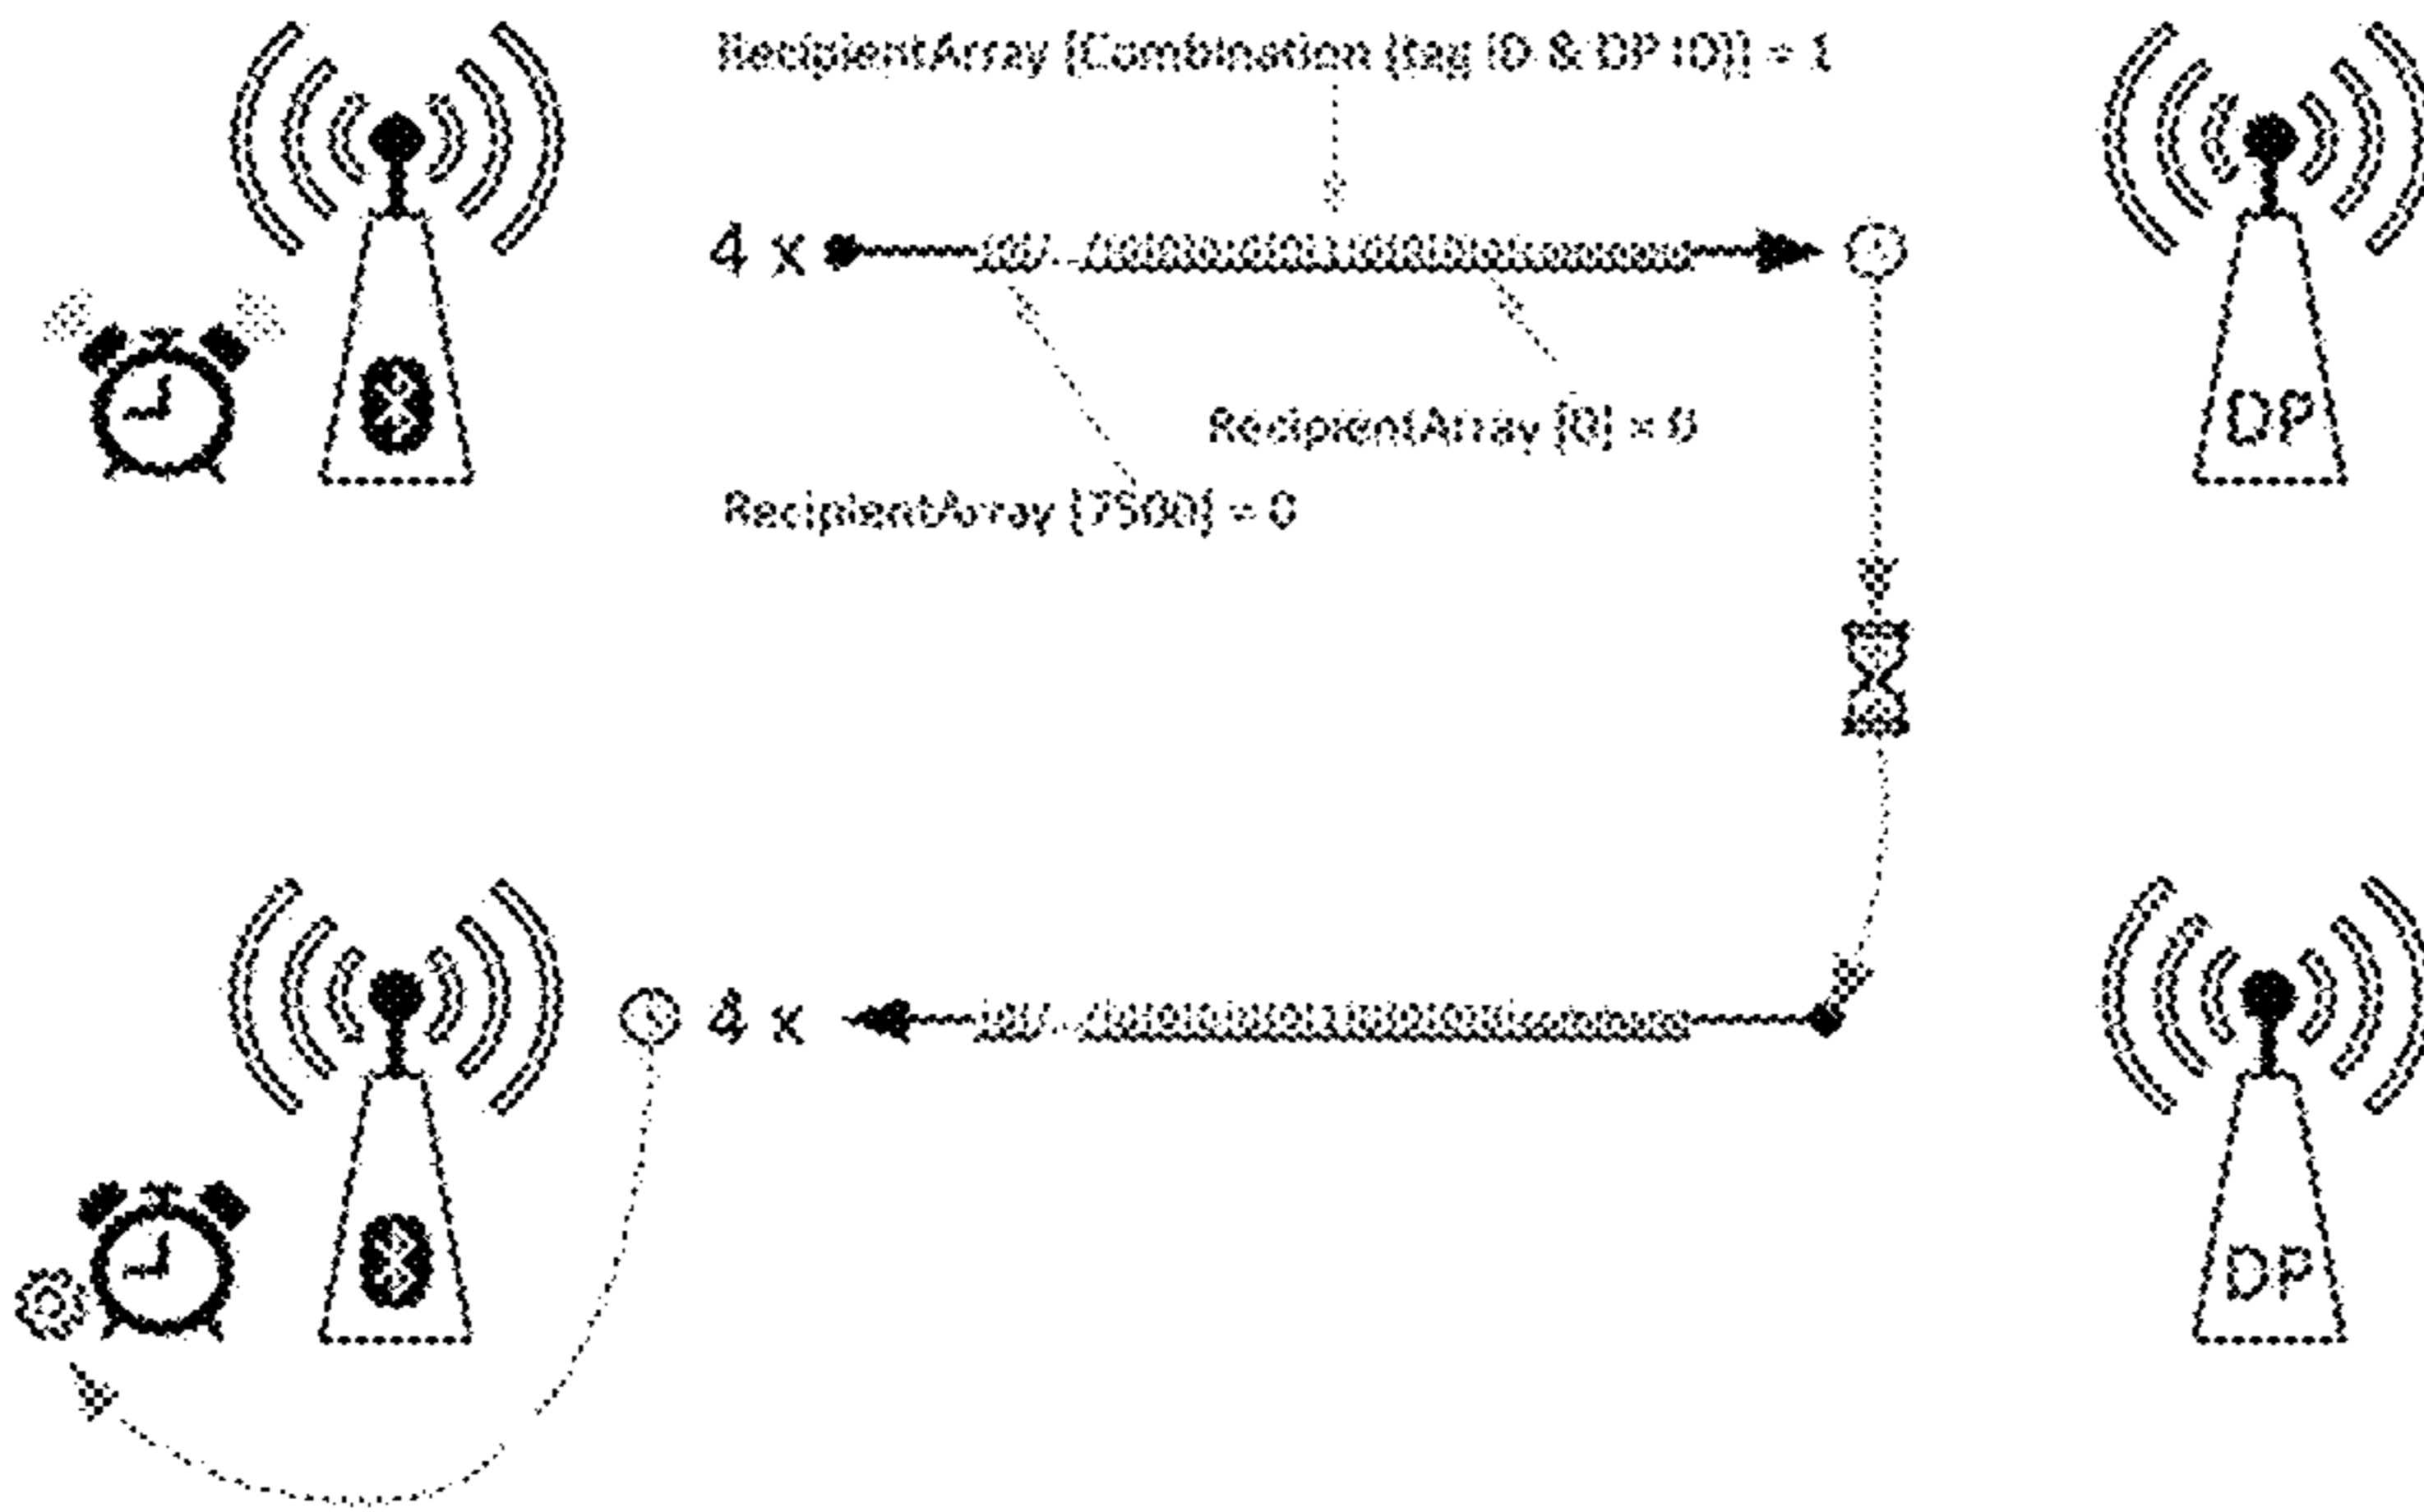 RecipientArray [Combination [tag ID & DP ID]] = 1
4 x
DP
RecipientArray [0] = 0
RecipientArray [7500] = 0
4 x
DP